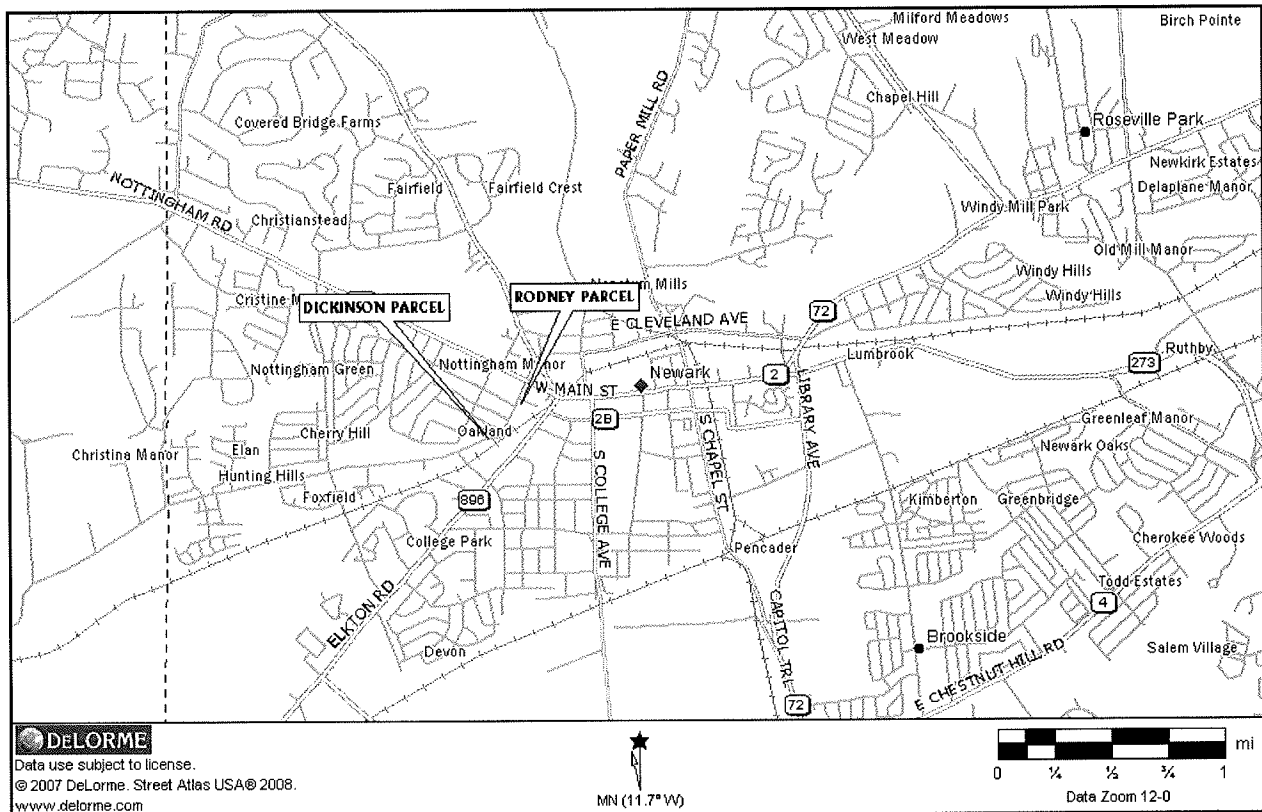 Milford Meadows
Birch Pointe
West Meadow
Chapel Hill
PAPER MILL RD
Roseville Park
Covered Bridge Farms
Newkirk Estates
NOTTINGHAM RD
Fairfield
Fairfield Crest
Delaplane Manor
Christianstead
Windy Mill Park
Old Mill Manor
Windy Hills
Mills
RODNEY PARCEL
Windy Hills
Cristine
DICKINSON PARCEL
72
E CLEVELAND AVE
Lumbrook
Ruthby
Nottingham Manor
273
Nottingham Green
Newark
2
W MAIN ST
LIBRARY AVE
2B
Greenleaf Manor
Oakland
Cherry Hill
S CHAPEL ST
Newark Oaks
Christina Manor
Elan
Hunting Hills
S COLLEGE AVE
Foxfield
896
Kimberton
Greenbridge
College Park
Cherokee Woods
Pencader
Todd Estates
4
CAPITOL TRL
ELKTON RD
Brookside
Salem Village
Devon
E CHESTNUT HILL RD
72
DELORME
Data use subject to license.
© 2007 DeLorme. Street Atlas USA® 2008.
www.delorme.com
MN (11.7° W)
mi
0 ¼ ½ ¾ 1
Data Zoom 12-0